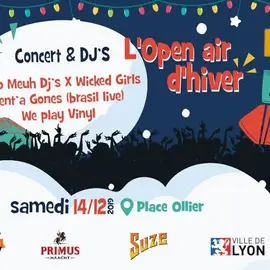 Concert & DJ'S
L'Open air
d'hiver
Meuh Dj's X Wicked Girls
Gones (brasil live)
We play Vinyl
samedi 14/12 2019 Place Ollier
PRIMUS
HAACHT
SUZE
VILLE DE
LYON